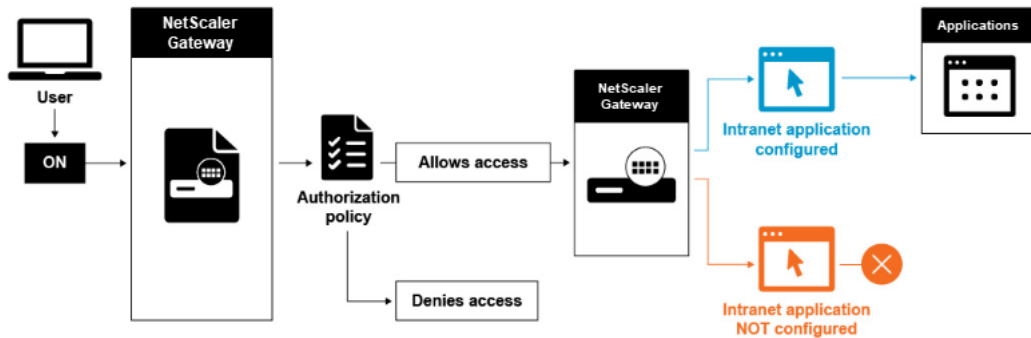 NetScaler
Gateway
User
ON
Authorization
policy
Allows access
Denies access
NetScaler
Gateway
Intranet application
configured
Intranet application
NOT configured
Applications